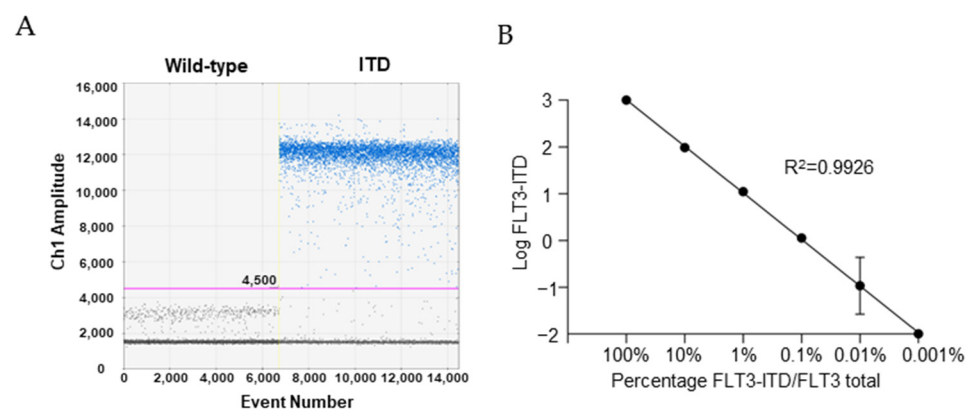 A
Wild-type
ITD
Ch1 Amplitude
16,000
14,000
12,000
10,000
8,000
6,000
4,000
2,000
0
4,500
0 2,000 4,000 6,000 8,000 10,000 12,000 14,000
Event Number
B
Log FLT3-ITD
3
2
1
0
−1
−2
R²=0.9926
100% 10% 1% 0.1% 0.01% 0.001%
Percentage FLT3-ITD/FLT3 total